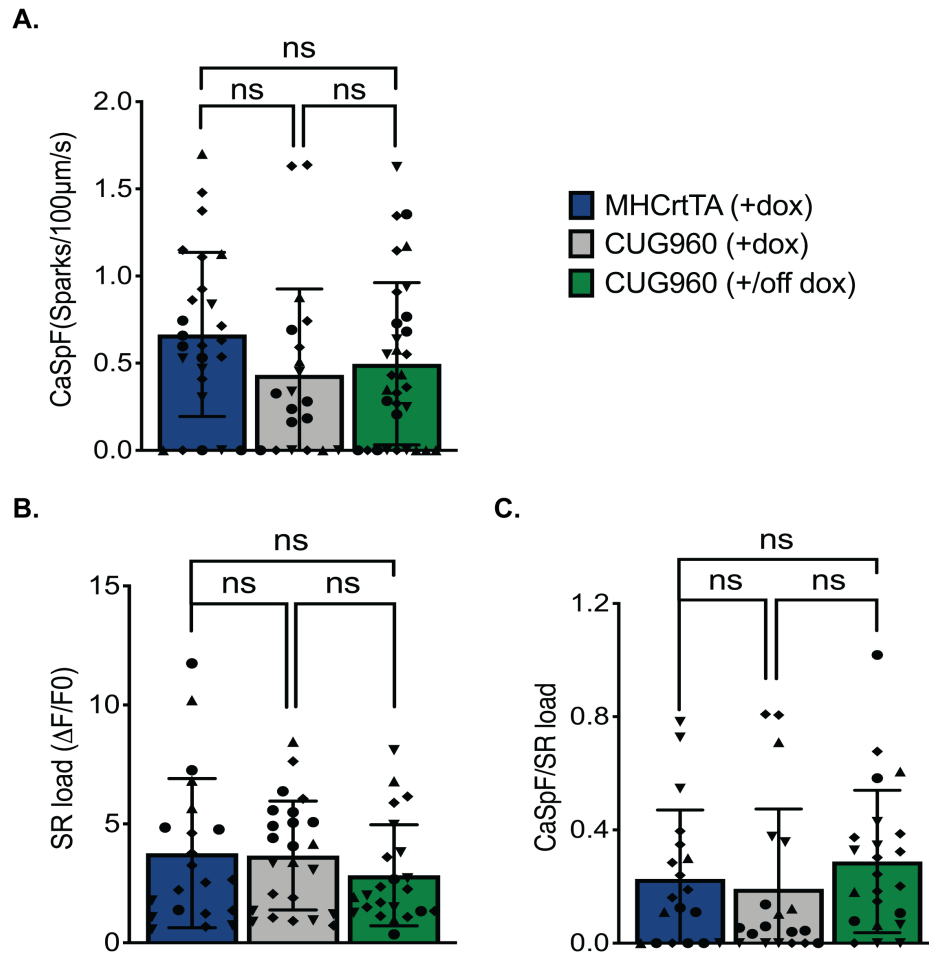 A.
ns
ns ns
2.0
1.5
1.0
0.5
0.0
CaSpF(Sparks/100µm/s)
MHCrtTA (+dox)
CUG960 (+dox)
CUG960 (+/off dox)
B.
ns
ns ns
15
10
5
0
SR load (ΔF/F0)
C.
ns
ns ns
1.2
0.8
0.4
0.0
CaSpF/SR load